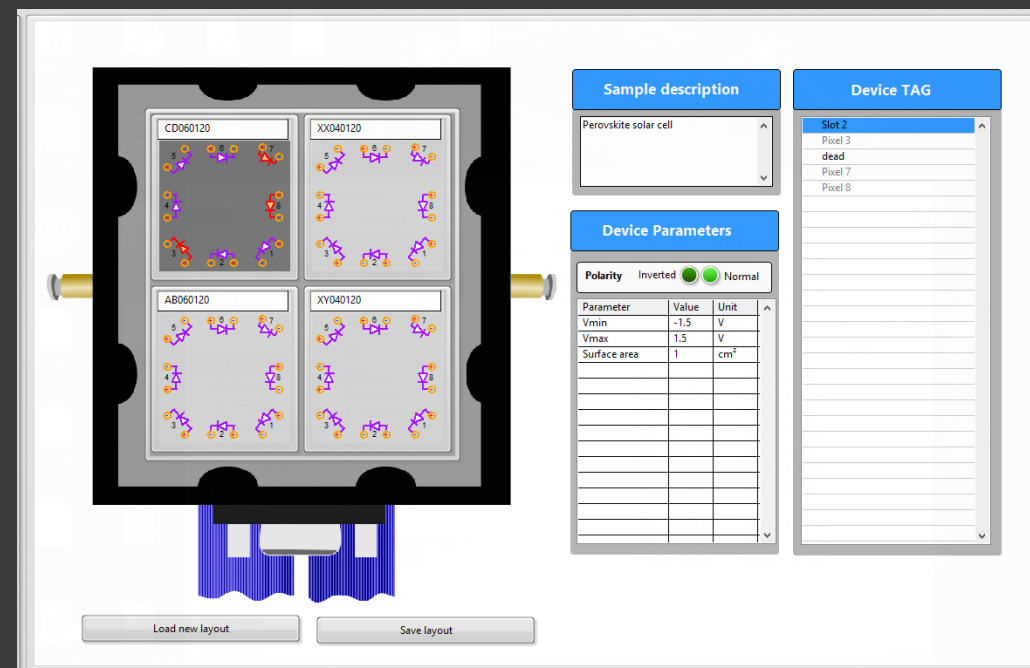 Sample description
Device TAG
Perovskite solar cell
Slot 2
Pixel 3
dead
Pixel 7
Pixel 8
CD060120
XX040120
5 6 7
5 6 7
4 8
4 8
3 2 1
3 2 1
Device Parameters
Polarity Inverted Normal
Parameter Value Unit
Vmin -1.5 V
Vmax 1.5 V
Surface area 1 cm²
AB060120
XY040120
5 6 7
5 6 7
4 8
4 8
3 2 1
3 2 1
Load new layout
Save layout